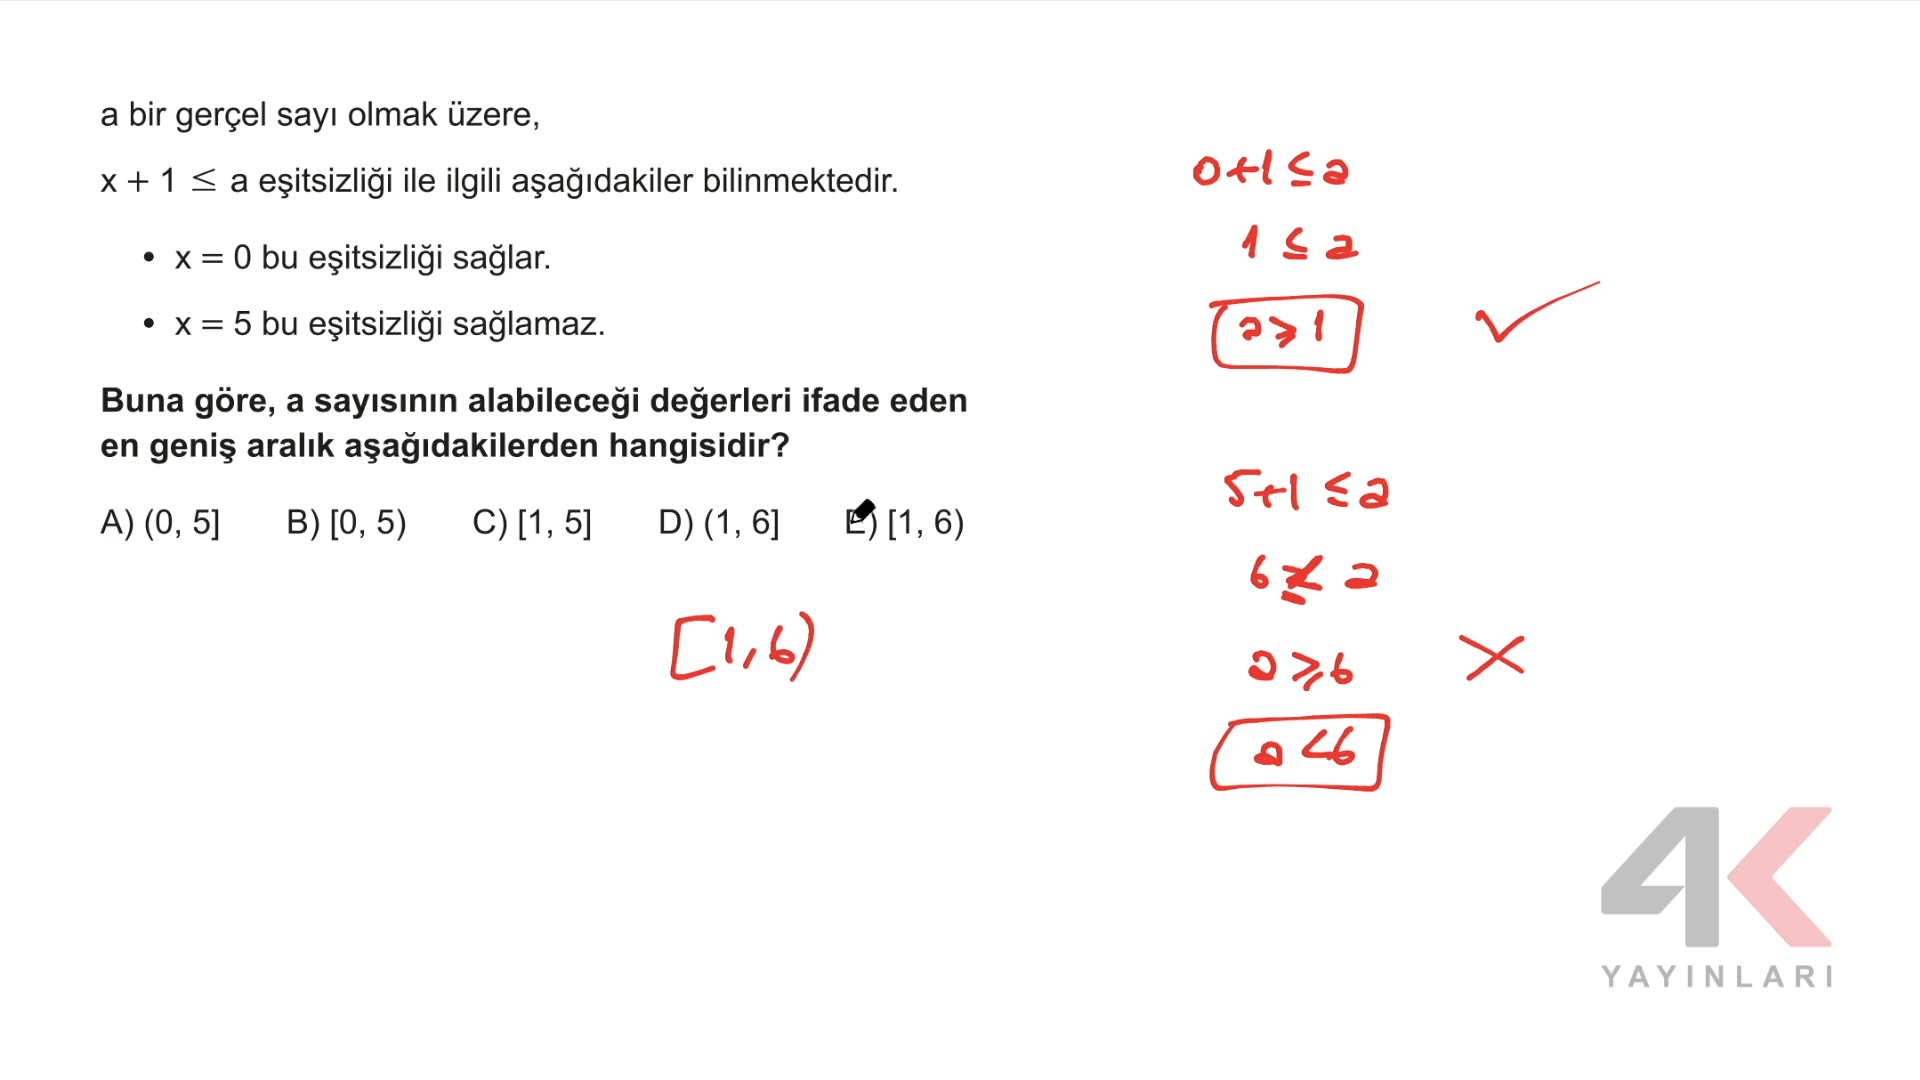 a bir gerçel sayı olmak üzere,
x + 1 ≤ a eşitsizliği ile ilgili aşağıdakiler bilinmektedir.
• x = 0 bu eşitsizliği sağlar.
• x = 5 bu eşitsizliği sağlamaz.
Buna göre, a sayısının alabileceği değerleri ifade eden
en geniş aralık aşağıdakilerden hangisidir?
A) (0, 5] B) [0, 5) C) [1, 5] D) (1, 6] E) [1, 6)
[1,6)
0+1 ≤ a
1 ≤ a
a ⩾ 1
5+1 ≤ a
6 ≰ a
a ⩾ 6
a < 6
4K
YAYINLARI